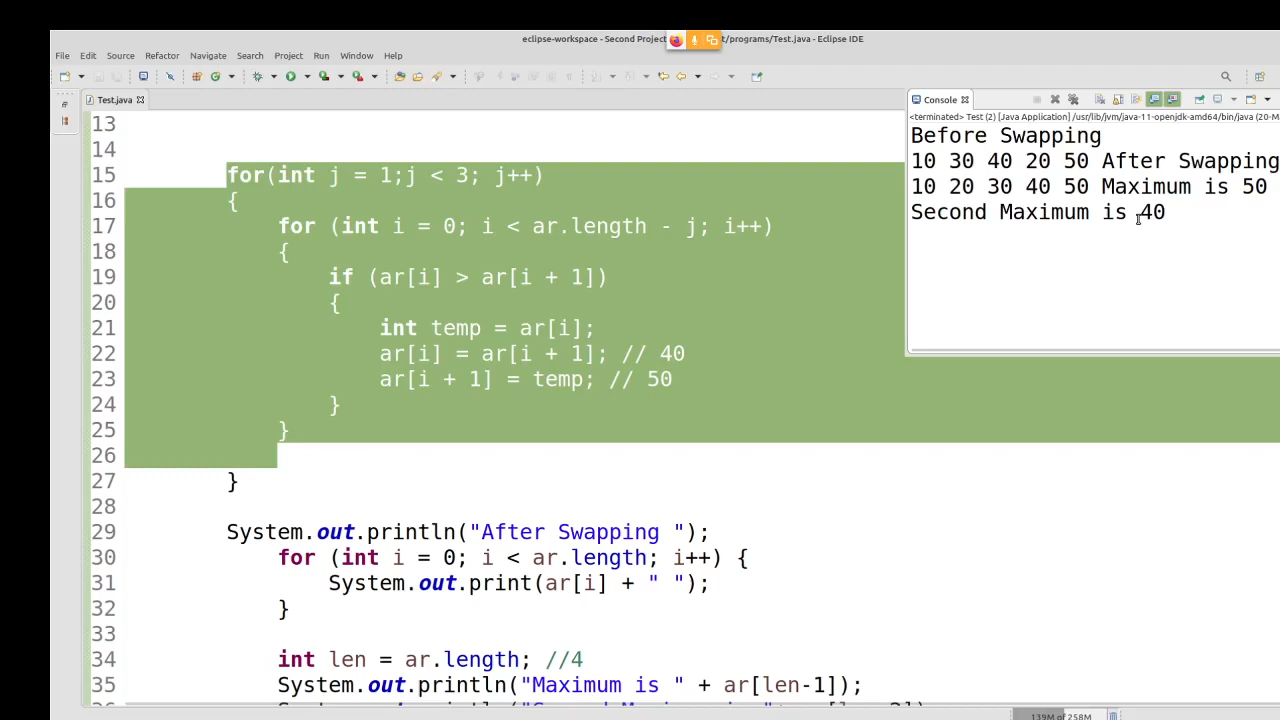 eclipse-workspace - Second Project t/programs/Test.java - Eclipse IDE
File Edit Source Refactor Navigate Search Project Run Window Help
Test.java
Console
<terminated> Test (2) [Java Application] /usr/lib/jvm/java-11-openjdk-amd64/bin/java (20-M
Before Swapping
10 30 40 20 50 After Swapping
10 20 30 40 50 Maximum is 50
Second Maximum is 40
13
14
15 for(int j = 1;j < 3; j++)
16 {
17 for (int i = 0; i < ar.length - j; i++)
18 {
19 if (ar[i] > ar[i + 1])
20 {
21 int temp = ar[i];
22 ar[i] = ar[i + 1]; // 40
23 ar[i + 1] = temp; // 50
24 }
25 }
26
27 }
28
29 System.out.println("After Swapping ");
30 for (int i = 0; i < ar.length; i++) {
31 System.out.print(ar[i] + " ");
32 }
33
34 int len = ar.length; //4
35 System.out.println("Maximum is " + ar[len-1]);
139M of 258M